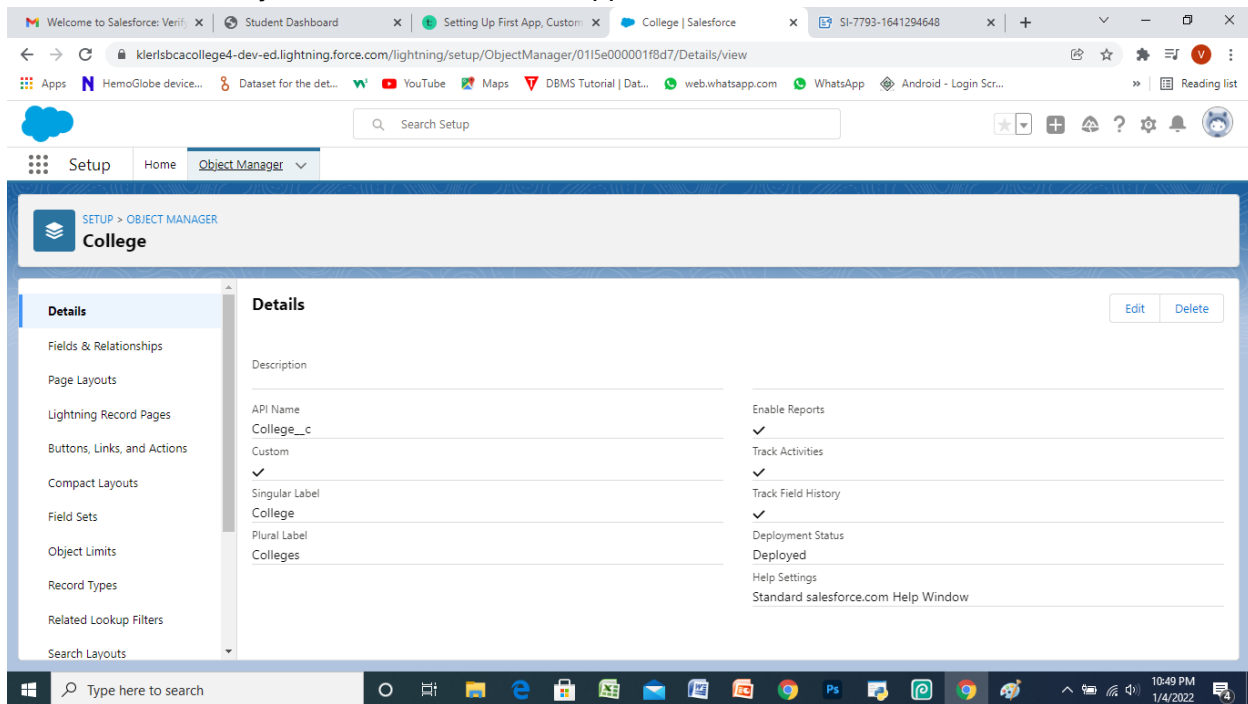 Welcome to Salesforce: Verify
Student Dashboard
Setting Up First App, Custom
College | Salesforce
SI-7793-1641294648
klerlsbcacollege4-dev-ed.lightning.force.com/lightning/setup/ObjectManager/01I5e000001f8d7/Details/view
V
Apps
HemoGlobe device...
Dataset for the det...
YouTube
Maps
DBMS Tutorial | Dat...
web.whatsapp.com
WhatsApp
Android - Login Scr...
»
Reading list
Search Setup
Setup
Home
Object Manager
SETUP > OBJECT MANAGER
College
Details
Fields & Relationships
Page Layouts
Lightning Record Pages
Buttons, Links, and Actions
Compact Layouts
Field Sets
Object Limits
Record Types
Related Lookup Filters
Search Layouts
Details
Edit
Delete
Description
API Name
College__c
Custom
Singular Label
College
Plural Label
Colleges
Enable Reports
Track Activities
Track Field History
Deployment Status
Deployed
Help Settings
Standard salesforce.com Help Window
Type here to search
Ps
10:49 PM
1/4/2022
4